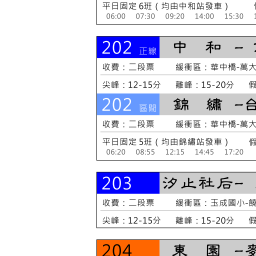 平日固定6班（均由中和站發車）
06:00 07:30 09:20 14:00 15:30
202 正線 中 和 -
收費：二段票 緩衝區：華中橋-萬大
尖峰：12-15分 離峰：15-20分 假
202 區間 錦 繡 -台
收費：二段票 緩衝區：華中橋-萬大
平日固定5班（均由錦繡站發車） 假
06:20 08:55 12:15 14:45 17:20
203 汐止社后-
收費：二段票 緩衝區：玉成國小-饒
尖峰：12-15分 離峰：15-20分 假
204 東 園 -麥